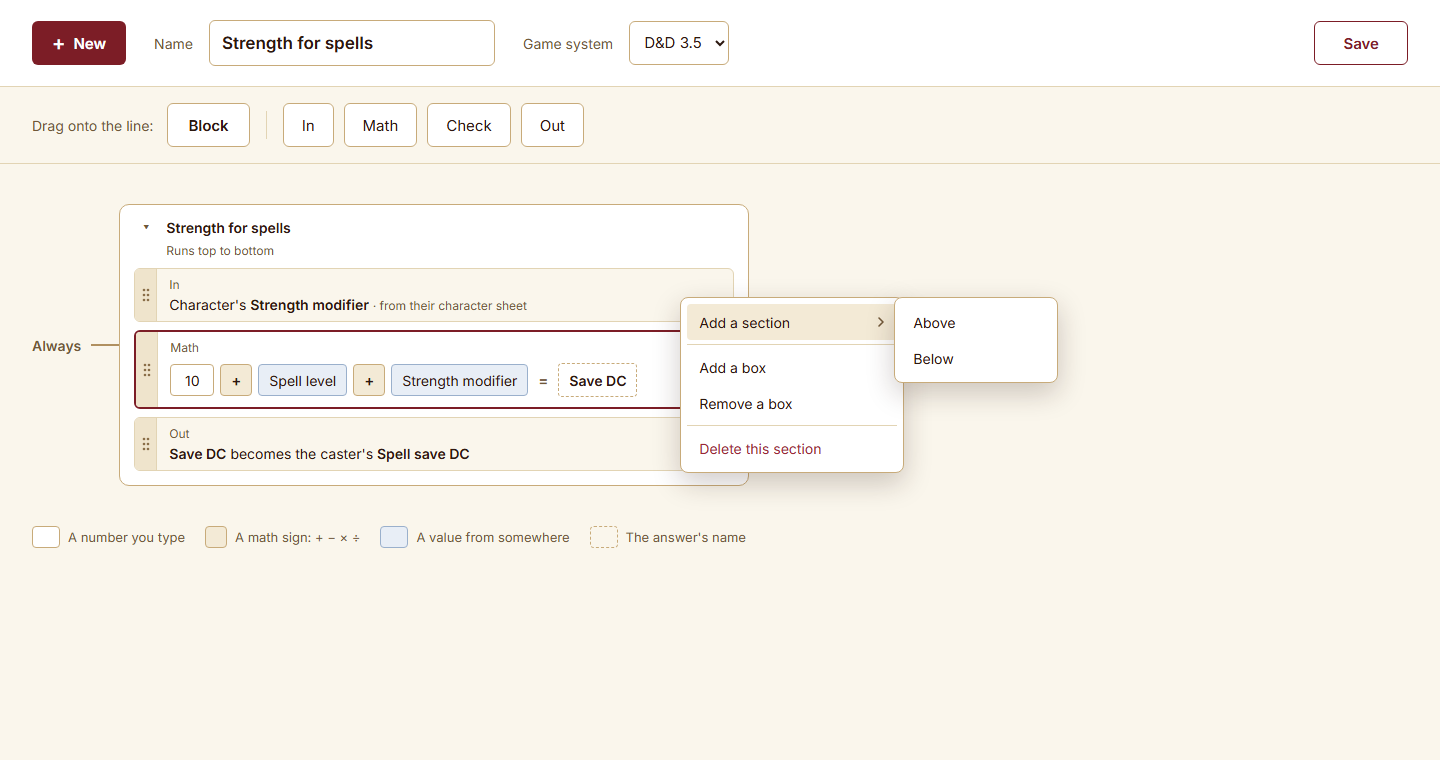 + New Name Strength for spells Game system D&D 3.5 Save
Drag onto the line: Block In Math Check Out
Strength for spells
Runs top to bottom
In
Character's Strength modifier · from their character sheet
Always
Math
10 + Spell level + Strength modifier = Save DC
Out
Save DC becomes the caster's Spell save DC
Add a section
Add a box
Remove a box
Delete this section
Above
Below
A number you type A math sign: + − × ÷ A value from somewhere The answer's name